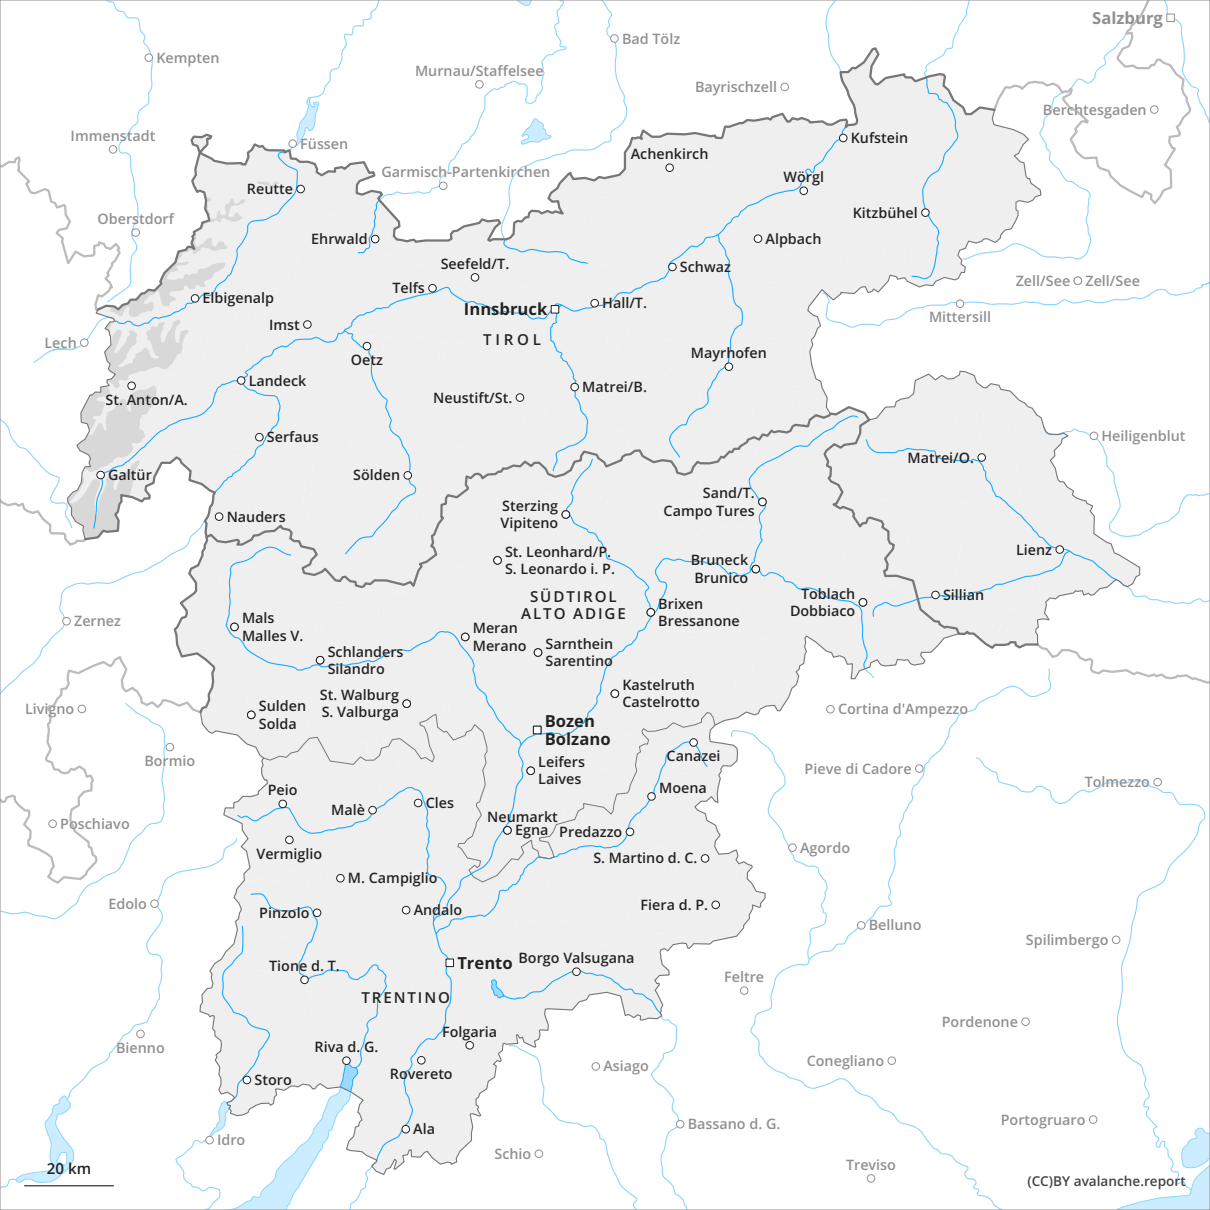 Salzburg
Bad Tölz
Kempten
Murnau/Staffelsee
Bayrischzell
Berchtesgaden
Immenstadt
Füssen
Kufstein
Achenkirch
Garmisch-Partenkirchen
Wörgl
Reutte
Kitzbühel
Oberstdorf
Ehrwald
Alpbach
Seefeld/T.
Schwaz
Zell/See
Zell/See
Telfs
Elbigenalp
Hall/T.
Innsbruck
Mittersill
Imst
TIROL
Lech
Mayrhofen
Oetz
Landeck
Matrei/B.
St. Anton/A.
Neustift/St.
Serfaus
Heiligenblut
Matrei/O.
Galtür
Sölden
Sand/T.
Campo Tures
Sterzing
Vipiteno
Nauders
St. Leonhard/P.
S. Leonardo i. P.
Lienz
Bruneck
Brunico
SÜDTIROL
ALTO ADIGE
Toblach
Dobbiaco
Sillian
Brixen
Bressanone
Mals
Malles V.
Zernez
Meran
Merano
Sarnthein
Sarentino
Schlanders
Silandro
Kastelruth
Castelrotto
St. Walburg
S. Valburga
Sulden
Solda
Livigno
Cortina d'Ampezzo
Bozen
Bolzano
Bormio
Canazei
Leifers
Laives
Pieve di Cadore
Tolmezzo
Peio
Moena
Malè
Cles
Neumarkt
Egna
Predazzo
Poschiavo
Vermiglio
Agordo
S. Martino d. C.
M. Campiglio
Edolo
Pinzolo
Andalo
Fiera d. P.
Belluno
Spilimbergo
Trento
Borgo Valsugana
Tione d. T.
Feltre
TRENTINO
Pordenone
Folgaria
Bienno
Riva d. G.
Conegliano
Asiago
Rovereto
Storo
Portogruaro
Bassano d. G.
Ala
Idro
Schio
Treviso
20 km
(CC)BY avalanche.report